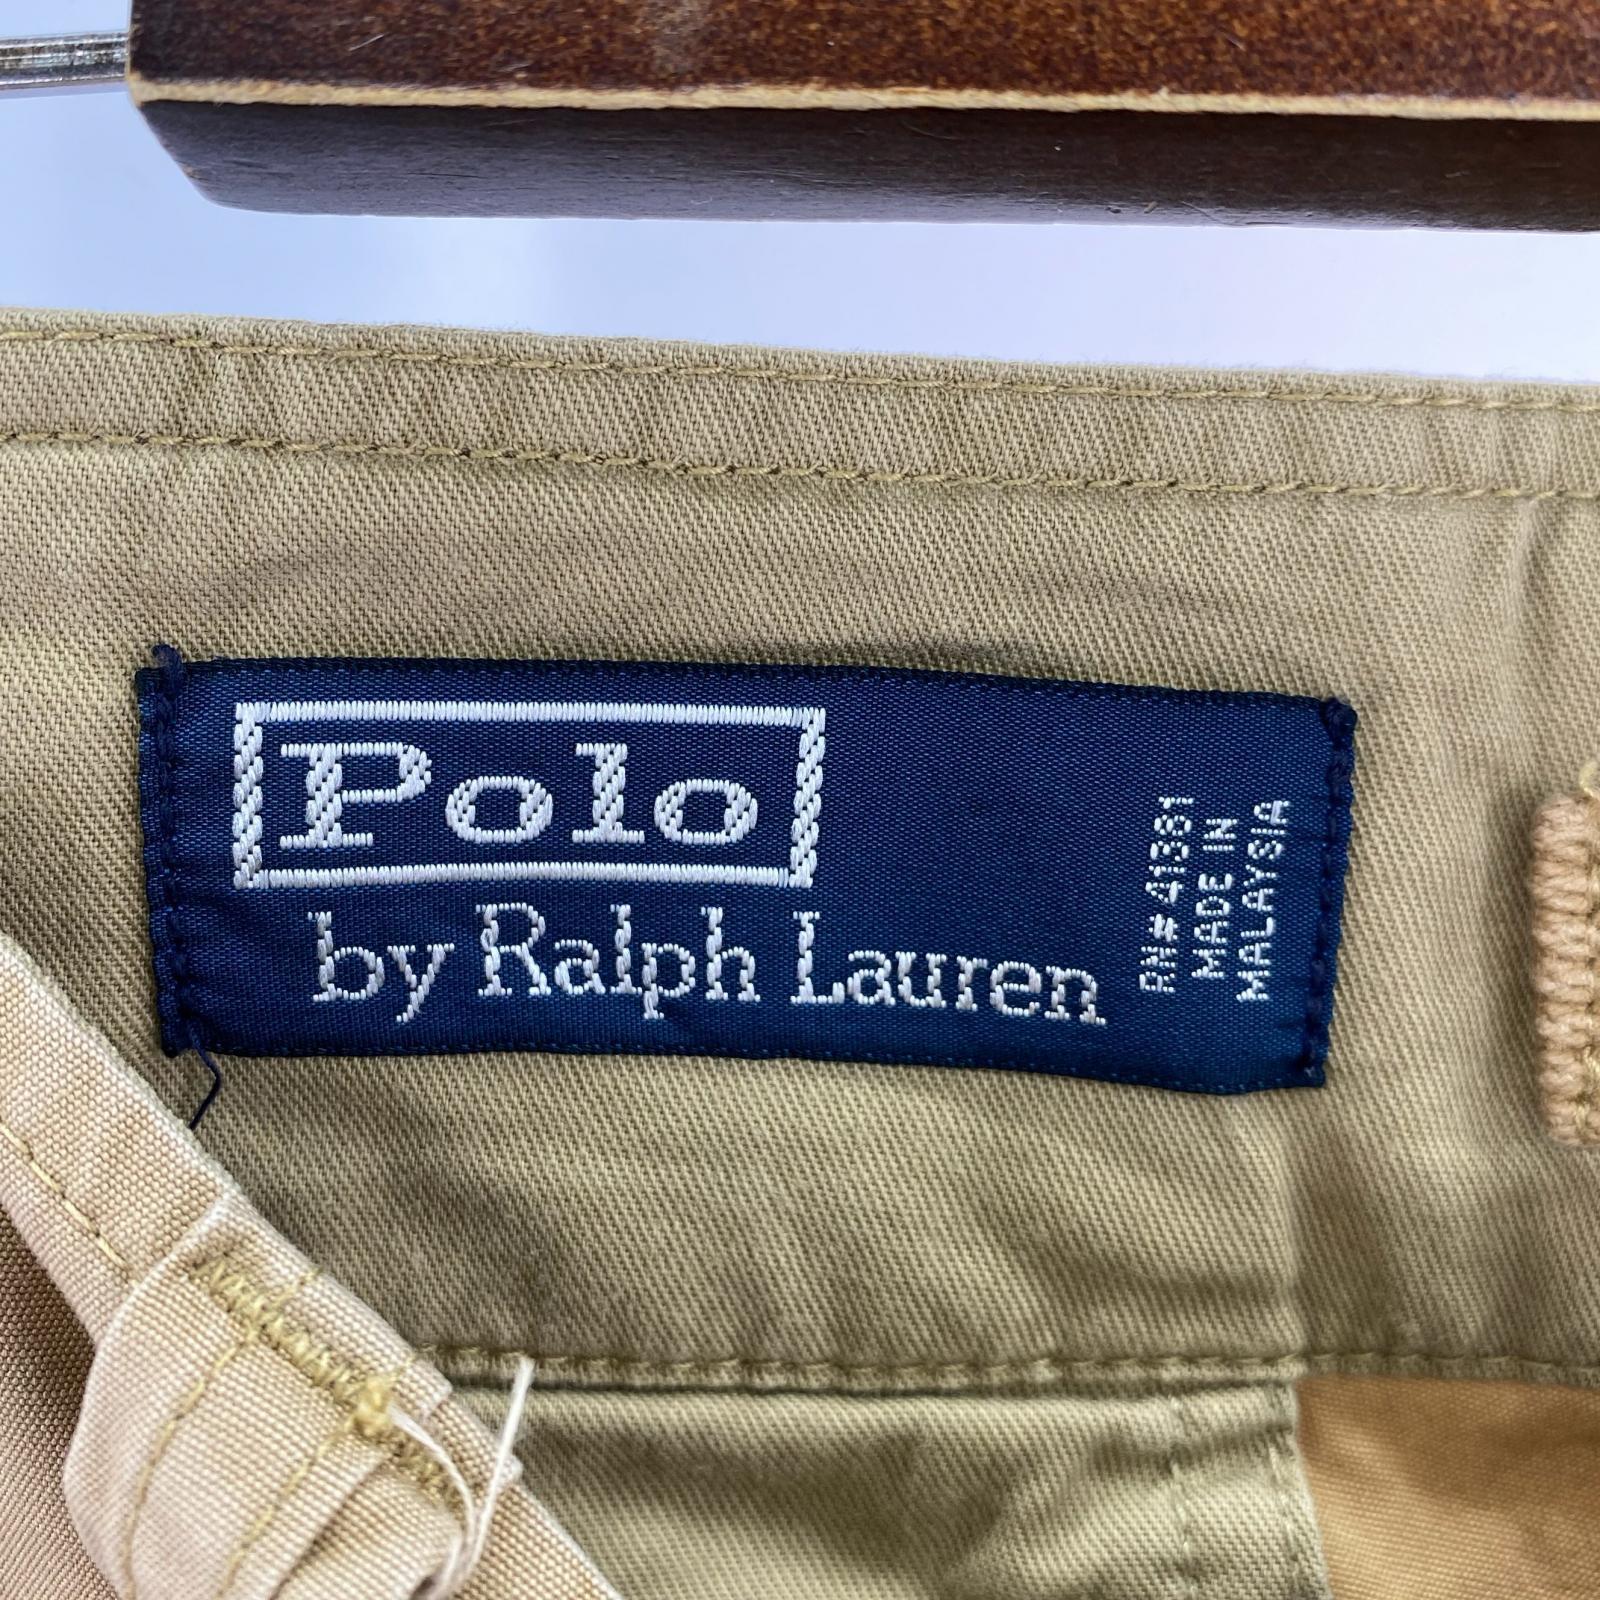 Polo
by Ralph Lauren
RN# 41381
MADE IN
MALAYSIA